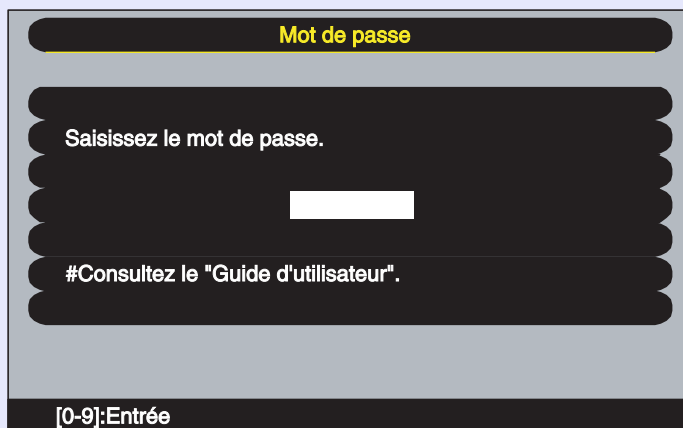 Mot de passe
Saisissez le mot de passe.
#Consultez le "Guide d'utilisateur".
[0-9]:Entrée